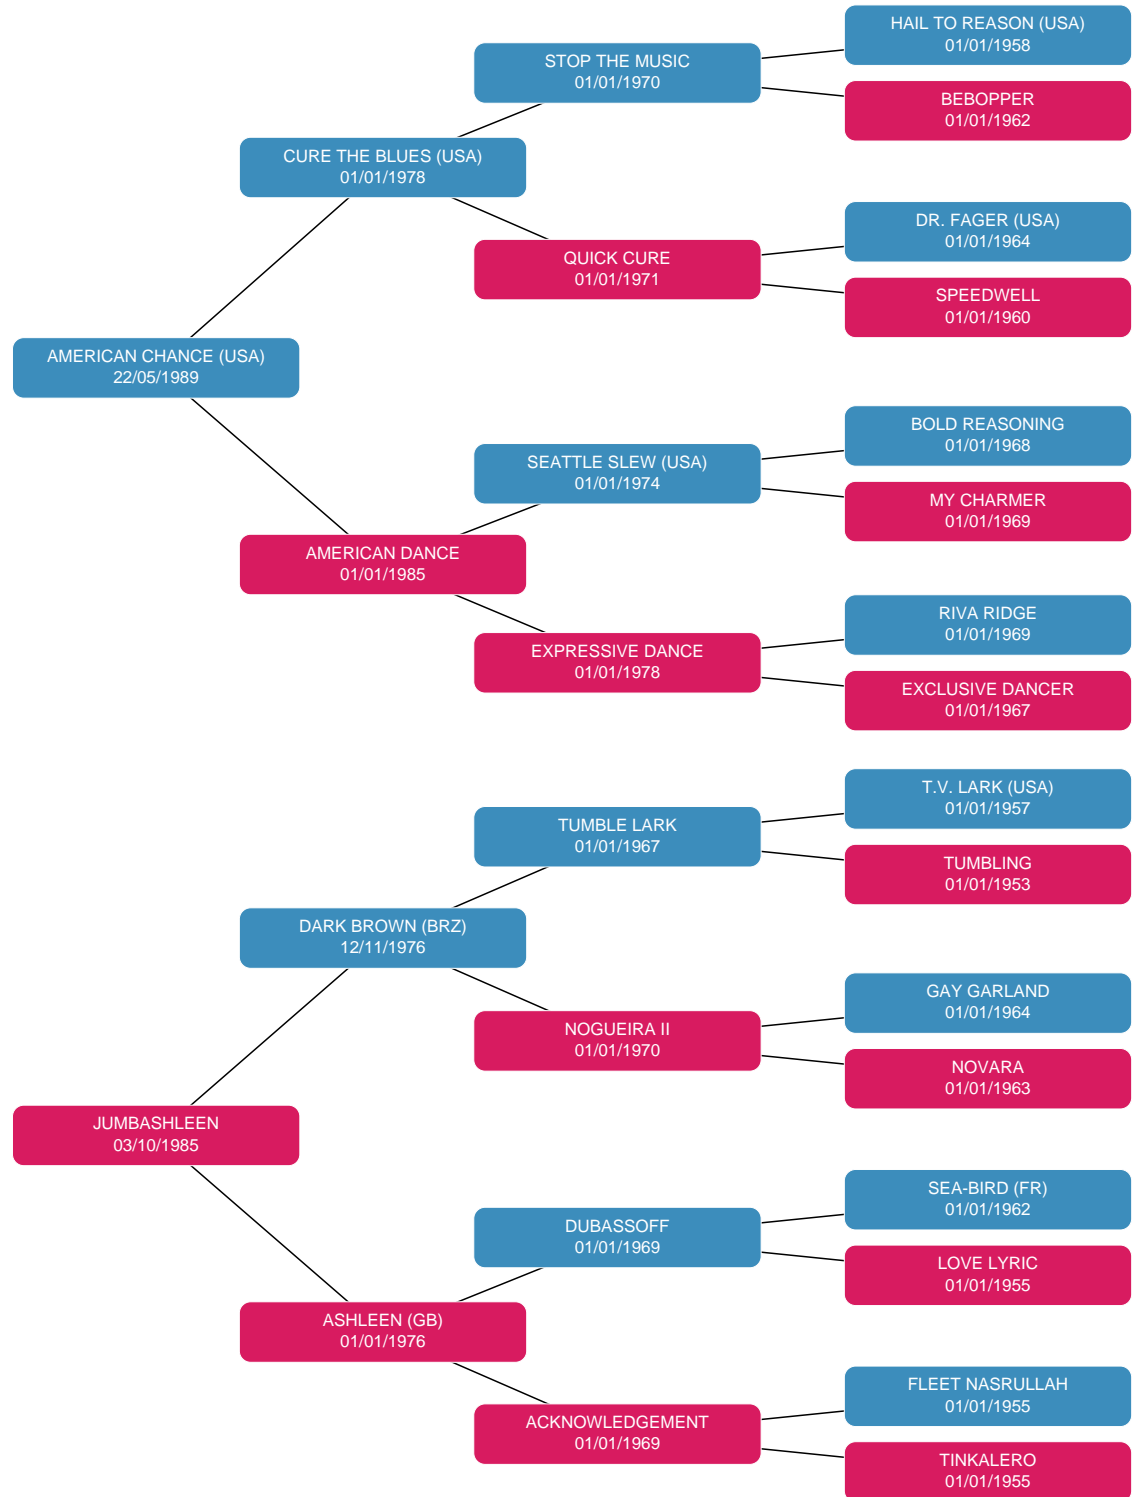 HAIL TO REASON (USA)
01/01/1958
STOP THE MUSIC
01/01/1970
BEBOPPER
01/01/1962
CURE THE BLUES (USA)
01/01/1978
DR. FAGER (USA)
01/01/1964
QUICK CURE
01/01/1971
SPEEDWELL
01/01/1960
AMERICAN CHANCE (USA)
22/05/1989
BOLD REASONING
01/01/1968
SEATTLE SLEW (USA)
01/01/1974
MY CHARMER
01/01/1969
AMERICAN DANCE
01/01/1985
RIVA RIDGE
01/01/1969
EXPRESSIVE DANCE
01/01/1978
EXCLUSIVE DANCER
01/01/1967
T.V. LARK (USA)
01/01/1957
TUMBLE LARK
01/01/1967
TUMBLING
01/01/1953
DARK BROWN (BRZ)
12/11/1976
GAY GARLAND
01/01/1964
NOGUEIRA II
01/01/1970
NOVARA
01/01/1963
JUMBASHLEEN
03/10/1985
SEA-BIRD (FR)
01/01/1962
DUBASSOFF
01/01/1969
LOVE LYRIC
01/01/1955
ASHLEEN (GB)
01/01/1976
FLEET NASRULLAH
01/01/1955
ACKNOWLEDGEMENT
01/01/1969
TINKALERO
01/01/1955